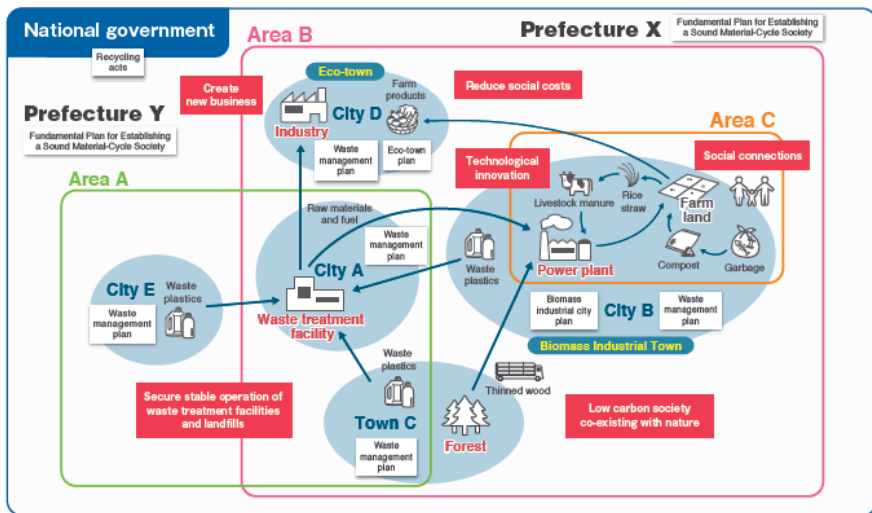 National government
Recycling
acts
Area B
Prefecture X
Fundamental Plan for Establishing
a Sound Material-Cycle Society
Create
new business
Eco-town
Farm
products
City D
Industry
Reduce social costs
Prefecture Y
Fundamental Plan for Establishing
a Sound Material-Cycle Society
Waste
management
plan
Eco-town
plan
Area C
Technological
innovation
Social connections
Livestock manure
Rice
straw
Farm
land
Power plant
Compost
Garbage
Area A
Raw materials
and fuel
Waste
management
plan
City A
Waste treatment
facility
Waste
plastics
City E
Waste
plastics
Waste
management
plan
Biomass
industrial city
plan
City B
Waste
management
plan
Biomass Industrial Town
Secure stable operation of
waste treatment facilities
and landfills
Waste
plastics
Town C
Waste
management
plan
Thinned wood
Forest
Low carbon society
co-existing with nature